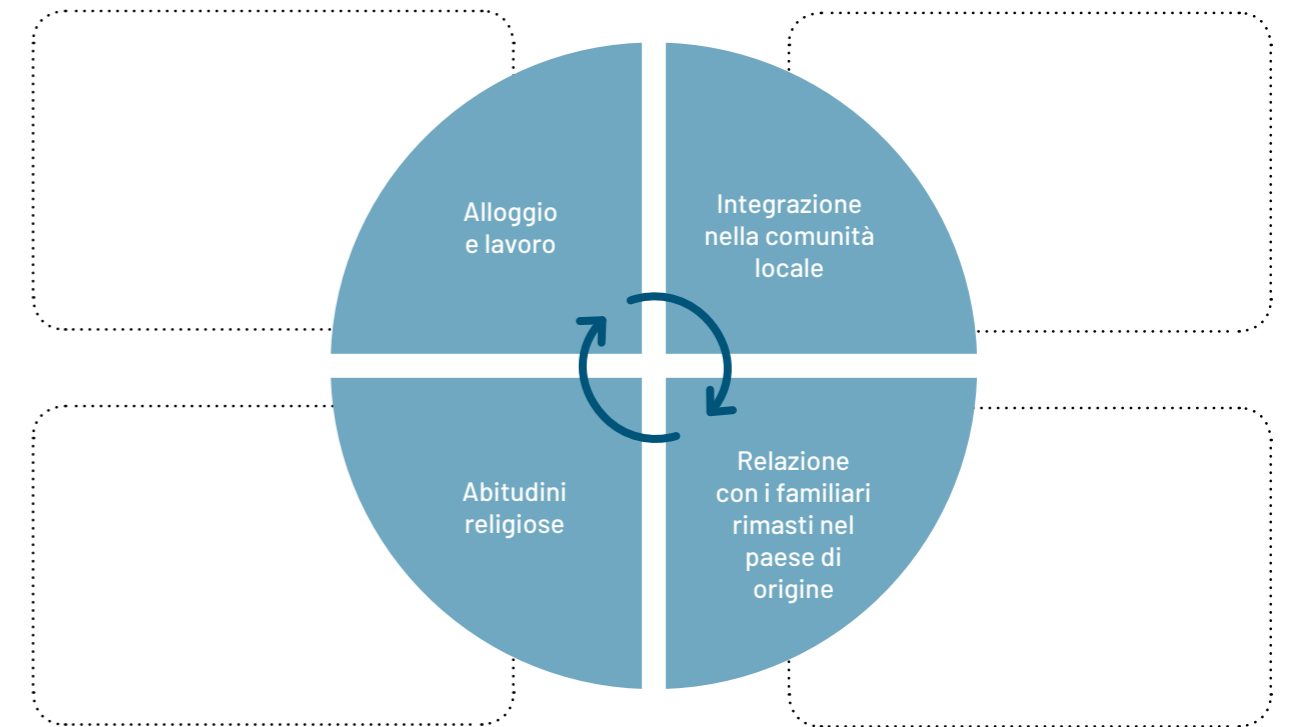 Alloggio
e lavoro
Integrazione
nella comunità
locale
Abitudini
religiose
Relazione
con i familiari
rimasti nel
paese di
origine